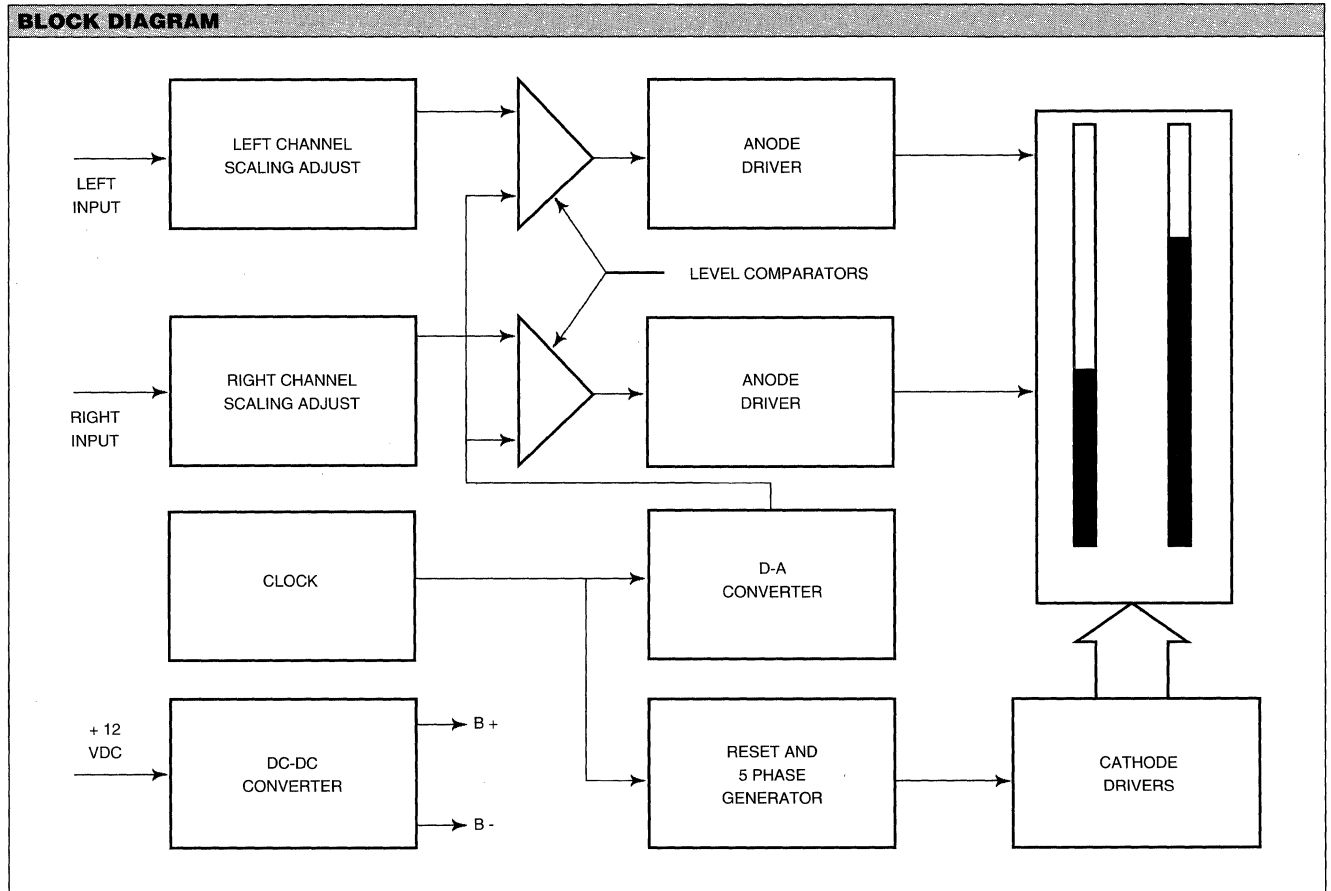 BLOCK DIAGRAM
LEFT
INPUT
LEFT CHANNEL
SCALING ADJUST
ANODE
DRIVER
LEVEL COMPARATORS
RIGHT
INPUT
RIGHT CHANNEL
SCALING ADJUST
ANODE
DRIVER
CLOCK
D-A
CONVERTER
+ 12
VDC
DC-DC
CONVERTER
B +
B -
RESET AND
5 PHASE
GENERATOR
CATHODE
DRIVERS